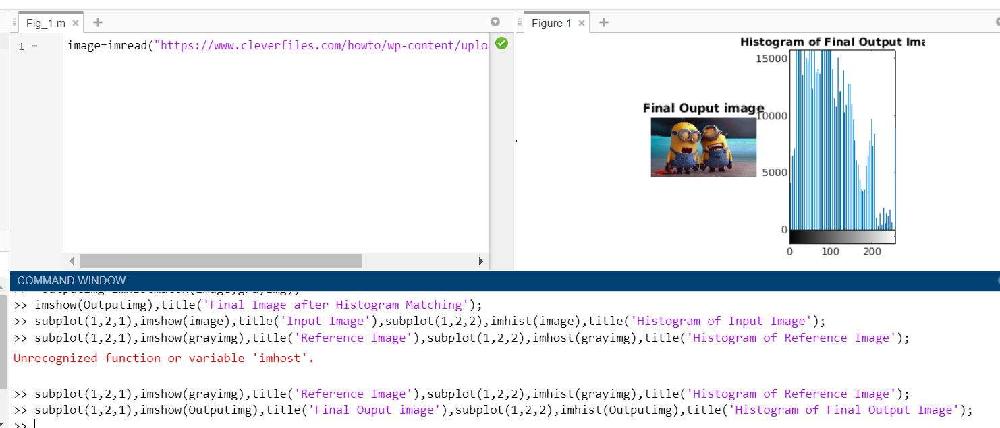 Fig_1.m × +
1 – image=imread("https://www.cleverfiles.com/howto/wp-content/uploa
Figure 1 × +
Histogram of Final Output Ima
15000
10000
5000
0
0 100 200
Final Ouput image
COMMAND WINDOW
>> imshow(Outputimg),title('Final Image after Histogram Matching');
>> subplot(1,2,1),imshow(image),title('Input Image'),subplot(1,2,2),imhist(image),title('Histogram of Input Image');
>> subplot(1,2,1),imshow(grayimg),title('Reference Image'),subplot(1,2,2),imhost(grayimg),title('Histogram of Reference Image');
Unrecognized function or variable 'imhost'.
>> subplot(1,2,1),imshow(grayimg),title('Reference Image'),subplot(1,2,2),imhist(grayimg),title('Histogram of Reference Image');
>> subplot(1,2,1),imshow(Outputimg),title('Final Ouput image'),subplot(1,2,2),imhist(Outputimg),title('Histogram of Final Output Image');
>>